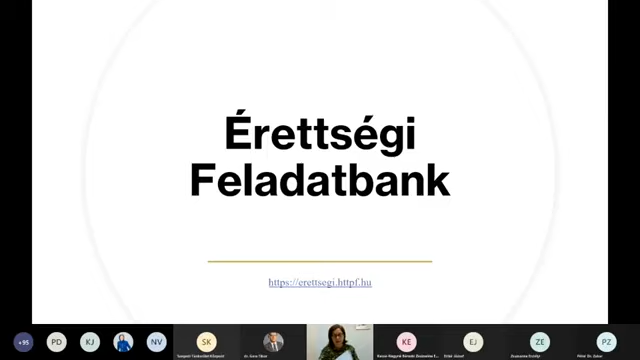 Érettségi
Feladatbank
https://erettsegi.httpf.hu
+95
PD
KJ
NV
SK
KE
EJ
ZE
PZ